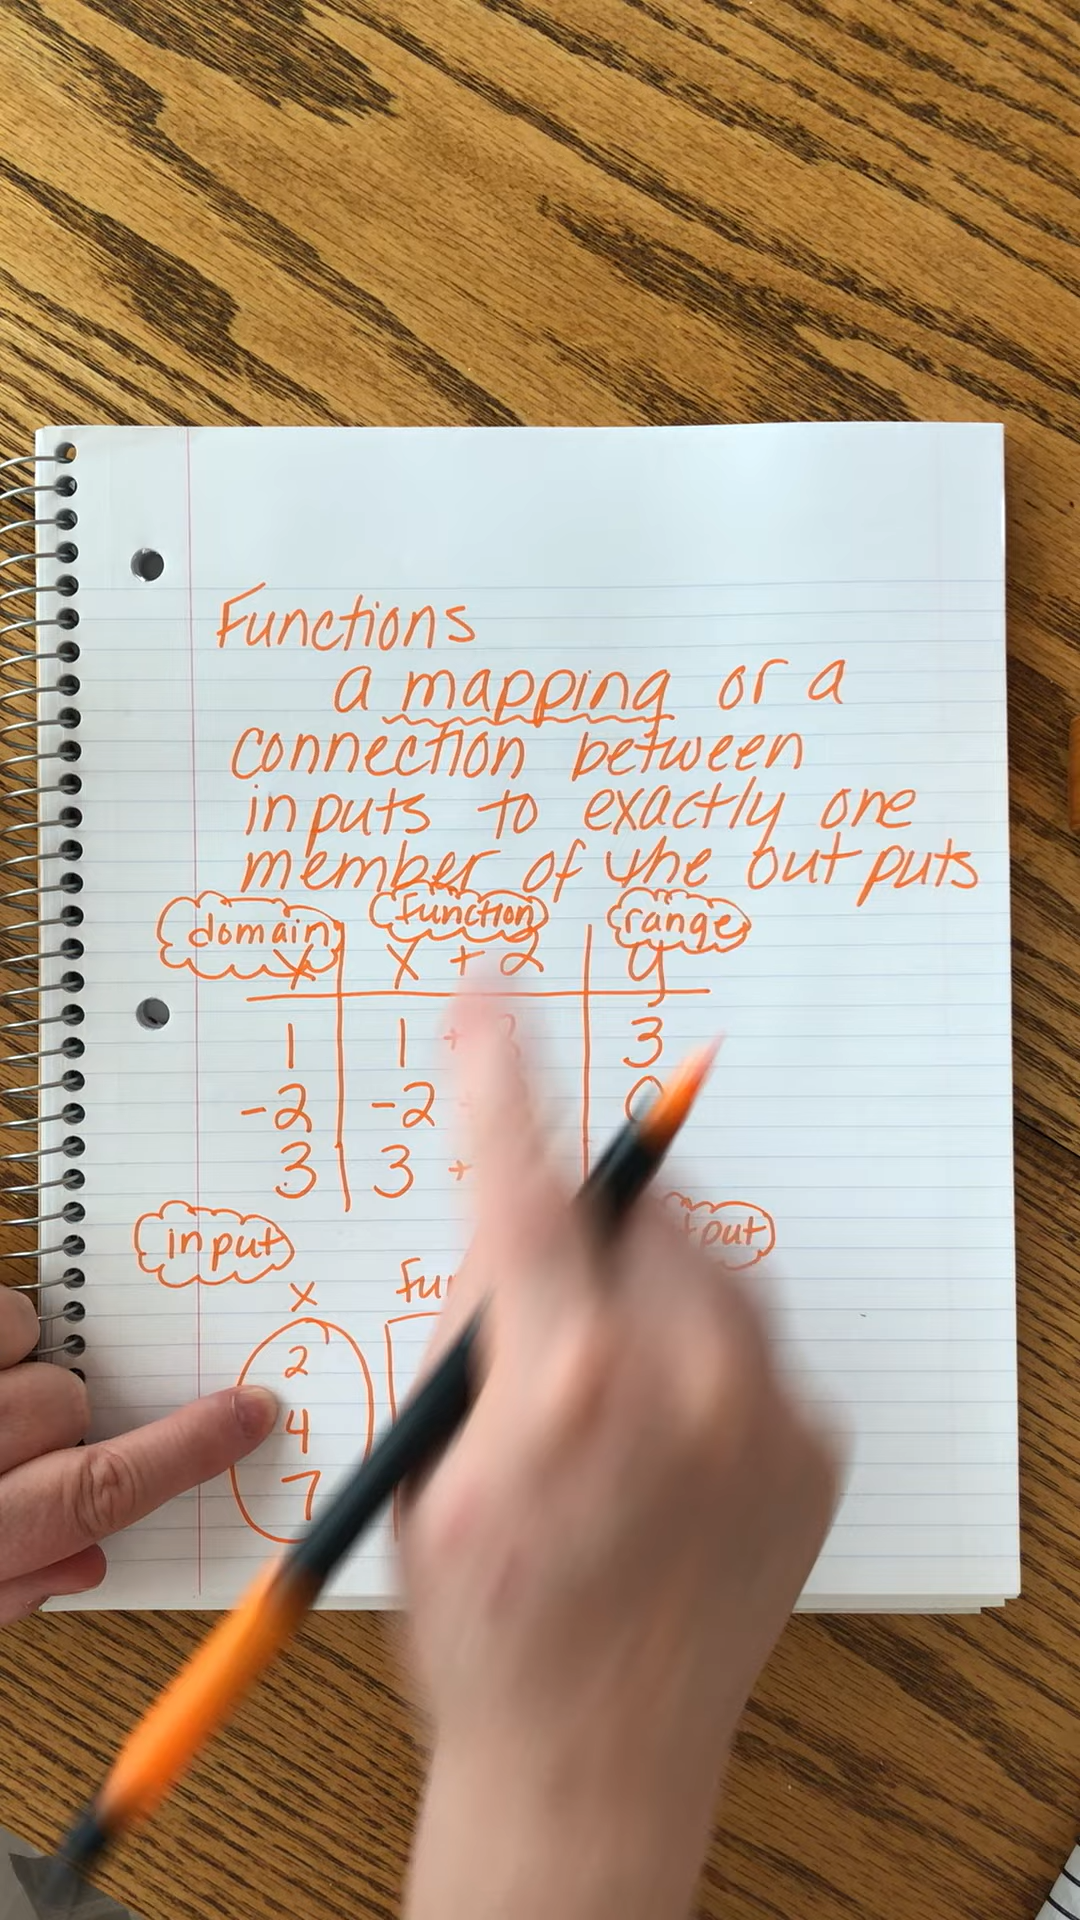 Functions
a mapping or a
connection between
inputs to exactly one
member of the outputs
domain function range
x x + 2 y
1 1 + 3
-2 -2
3 3 +
input
x
2
4
7